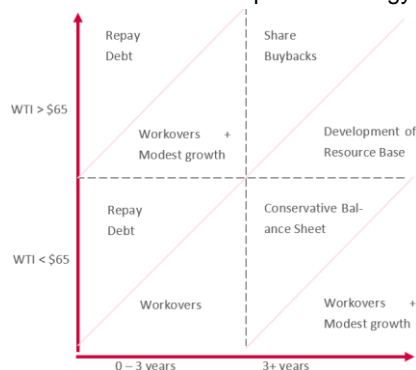 Repay
Debt
Share
Buybacks
WTI > $65
Workovers +
Modest growth
Development of
Resource Base
Repay
Debt
Conservative Bal-
ance Sheet
WTI < $65
Workovers
Workovers +
Modest growth
0 – 3 years
3+ years